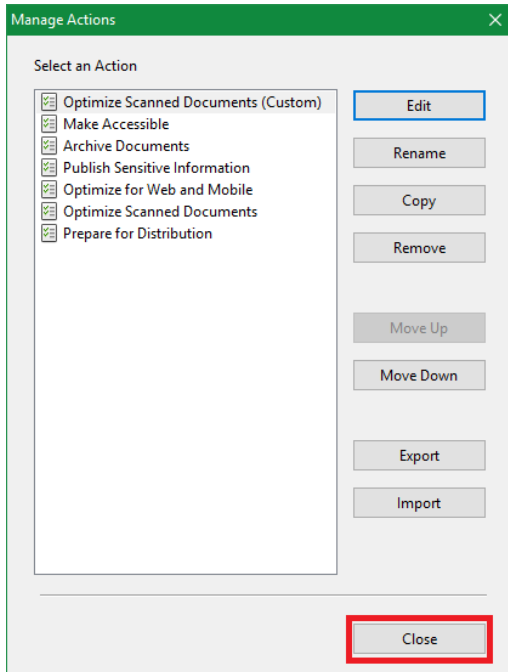 Manage Actions
Select an Action
Optimize Scanned Documents (Custom)
Make Accessible
Archive Documents
Publish Sensitive Information
Optimize for Web and Mobile
Optimize Scanned Documents
Prepare for Distribution
Edit
Rename
Copy
Remove
Move Up
Move Down
Export
Import
Close